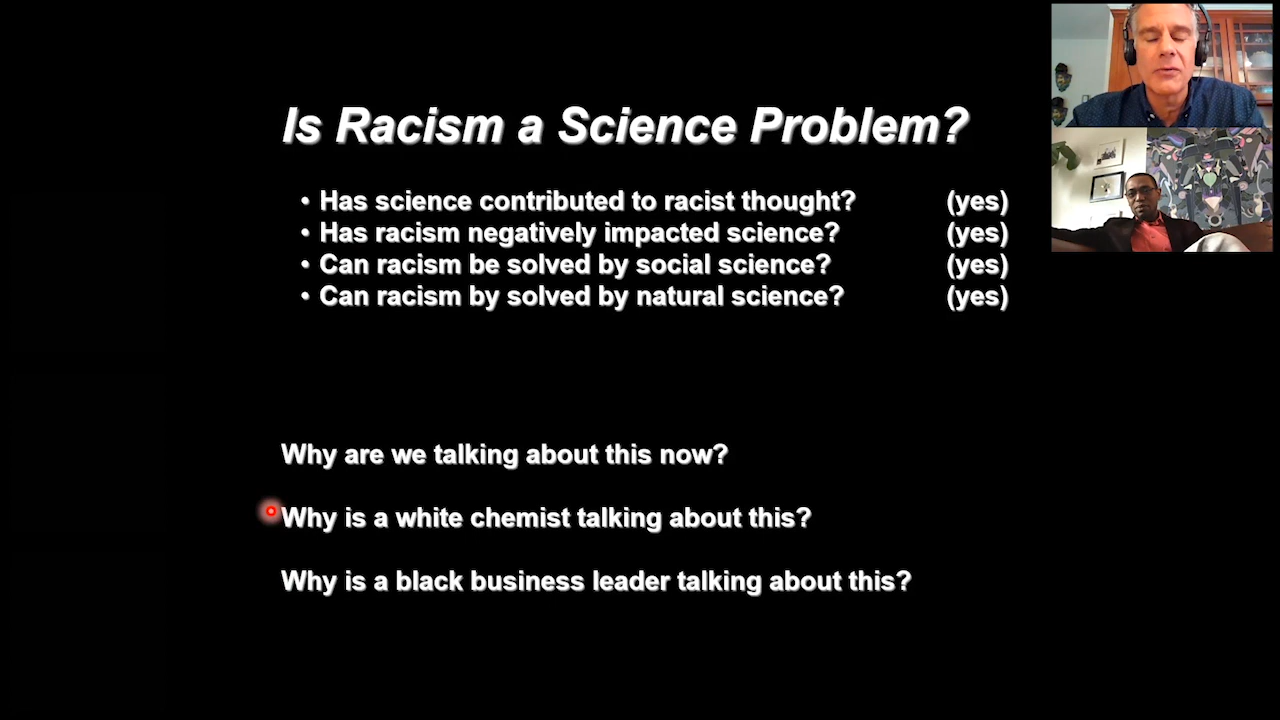 Is Racism a Science Problem?
• Has science contributed to racist thought? (yes)
• Has racism negatively impacted science? (yes)
• Can racism be solved by social science? (yes)
• Can racism by solved by natural science? (yes)
Why are we talking about this now?
Why is a white chemist talking about this?
Why is a black business leader talking about this?